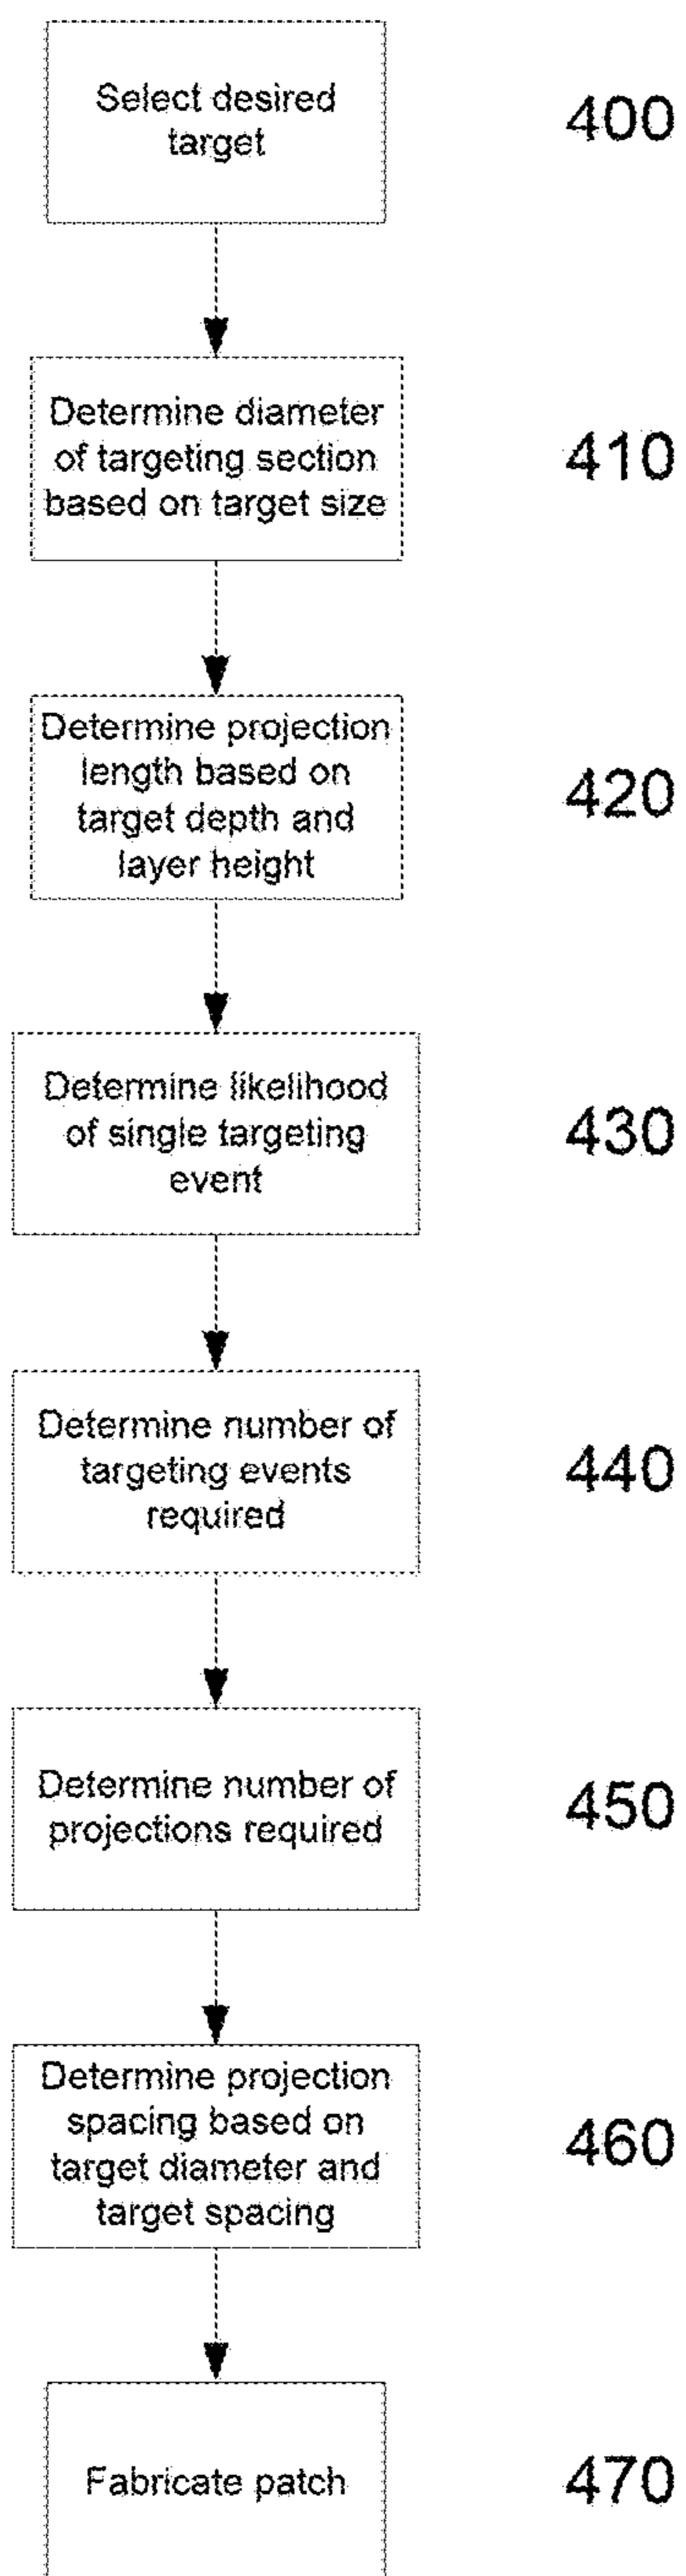 Select desired
target
400
Determine diameter
of targeting section
based on target size
410
Determine projection
length based on
target depth and
layer height
420
Determine likelihood
of single targeting
event
430
Determine number of
targeting events
required
440
Determine number of
projections required
450
Determine projection
spacing based on
target diameter and
target spacing
460
Fabricate patch
470